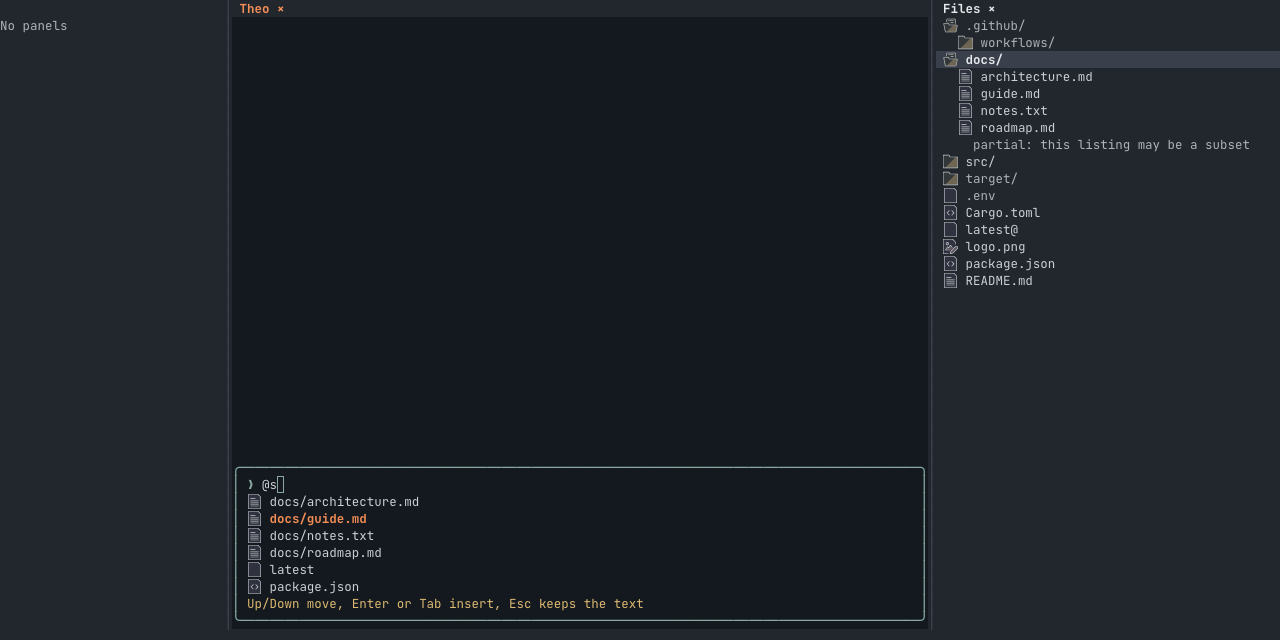 No panels
Theo ×
❫ @s
docs/architecture.md
docs/guide.md
docs/notes.txt
docs/roadmap.md
latest
package.json
Up/Down move, Enter or Tab insert, Esc keeps the text
Files ×
.github/
workflows/
docs/
architecture.md
guide.md
notes.txt
roadmap.md
partial: this listing may be a subset
src/
target/
.env
Cargo.toml
latest@
logo.png
package.json
README.md